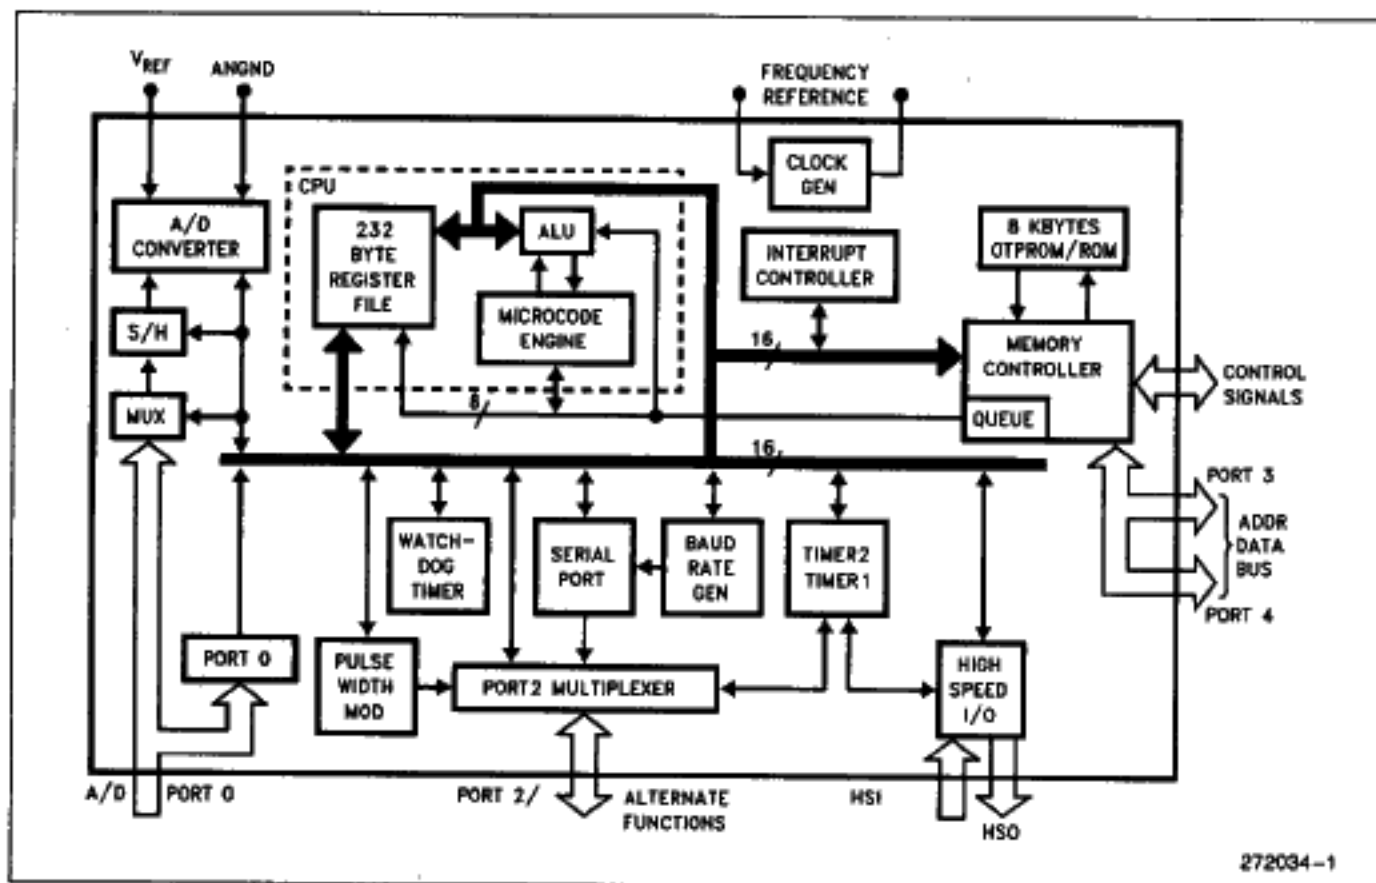 VREF
ANGND
FREQUENCY
REFERENCE
CPU
CLOCK
GEN
A/D
CONVERTER
232
BYTE
REGISTER
FILE
ALU
INTERRUPT
CONTROLLER
8 KBYTES
OTPROM/ROM
S/H
MICROCODE
ENGINE
16
MEMORY
CONTROLLER
CONTROL
SIGNALS
MUX
8
QUEUE
16
PORT 3
ADDR
DATA
BUS
PORT 4
WATCH-
DOG
TIMER
SERIAL
PORT
BAUD
RATE
GEN
TIMER2
TIMER1
PORT 0
PULSE
WIDTH
MOD
PORT2 MULTIPLEXER
HIGH
SPEED
I/O
A/D
PORT 0
PORT 2/
ALTERNATE
FUNCTIONS
HSI
HSO
272034-1